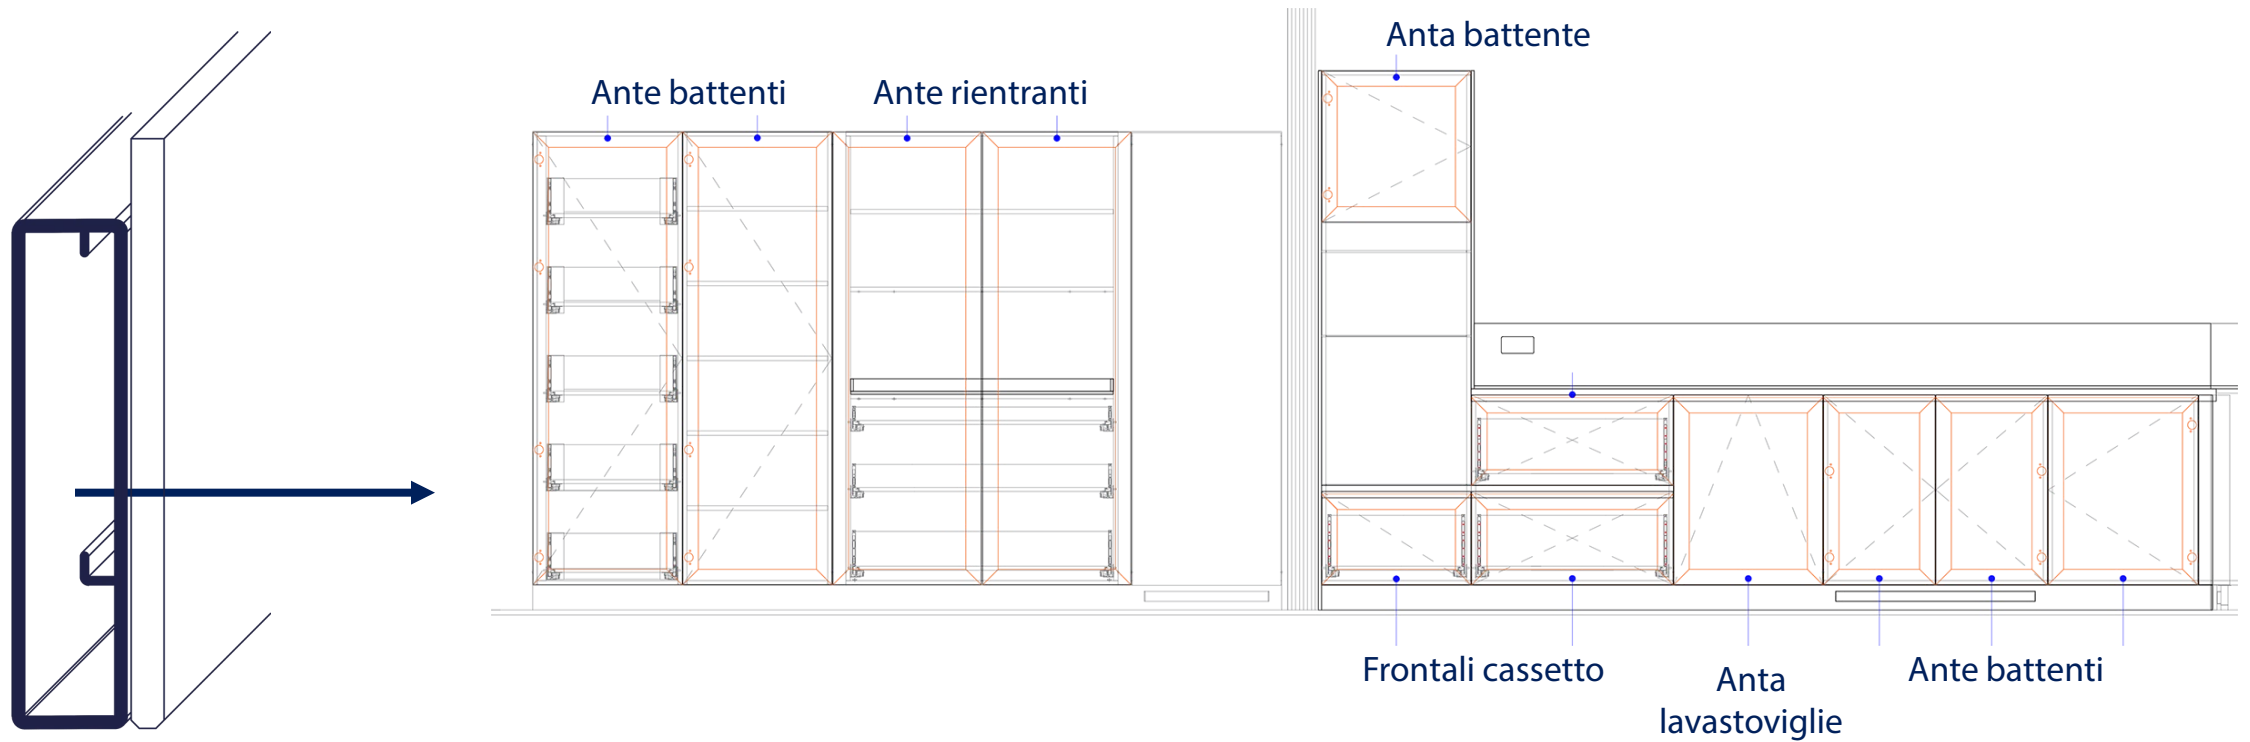 Anta battente
Ante battenti
Ante rientranti
Frontali cassetto
Anta
lavastoviglie
Ante battenti